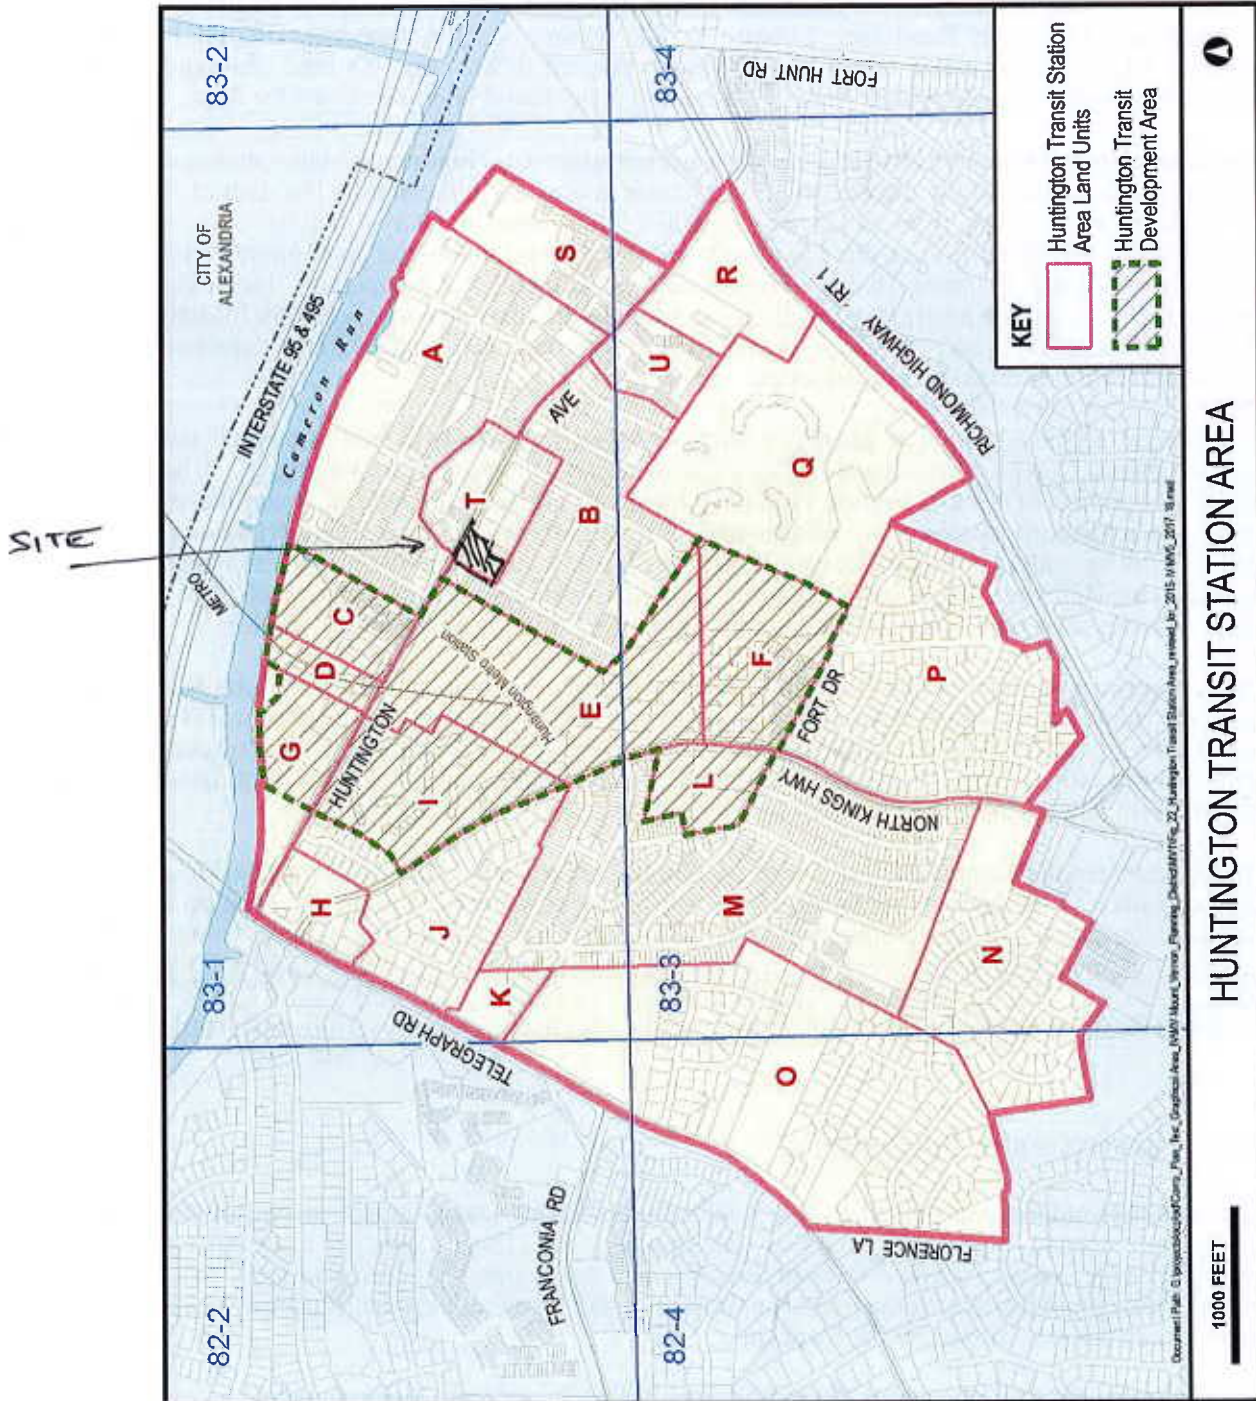 SITE
82-2
83-1
83-2
CITY OF
ALEXANDRIA
INTERSTATE 95 & 495
Cameron Run
METRO
TELEGRAPH RD
HUNTINGTON
AVE
Huntington Metro Station
FRANCONIA RD
A
B
C
D
E
F
G
H
I
J
K
L
M
N
O
P
Q
R
S
T
U
82-4
83-3
83-4
FORT HUNT RD
RT 1
RICHMOND HIGHWAY
FORT DR
NORTH KINGS HWY
FLORENCE LA
KEY
Huntington Transit Station
Area Land Units
Huntington Transit
Development Area
1000 FEET
HUNTINGTON TRANSIT STATION AREA